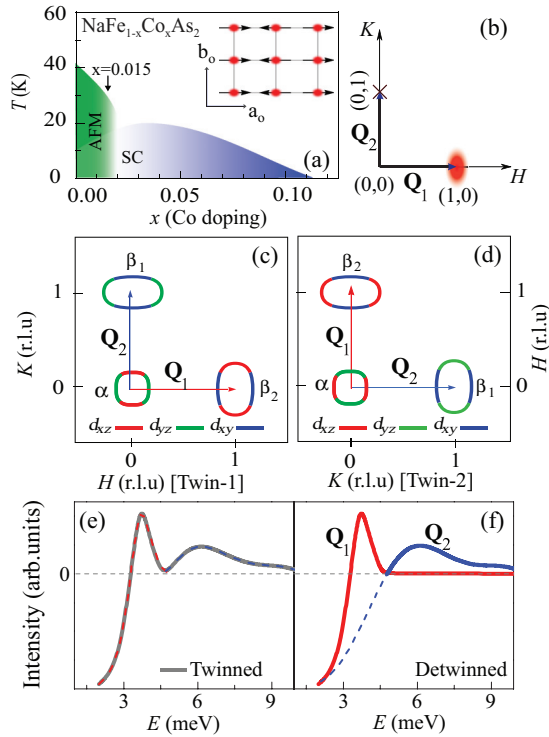 NaFe1-xCoxAs2
x=0.015
T(K)
60
40
20
0
AFM
SC
(a)
0.00 0.05 0.10
x (Co doping)
bo
ao
(b)
K
(0,1)
Q2
(0,0)
Q1
(1,0)
H
(c)
β1
K (r.l.u)
1
0
Q2
Q1
α
β2
dxz dyz dxy
0 1
H (r.l.u) [Twin-1]
(d)
β2
Q1
Q2
α
β1
dxz dyz dxy
0 1
K (r.l.u) [Twin-2]
H (r.l.u)
1
0
(e)
Intensity (arb.units)
0
Twinned
3 6 9
E (meV)
(f)
Q1
Q2
Detwinned
3 6 9
E (meV)